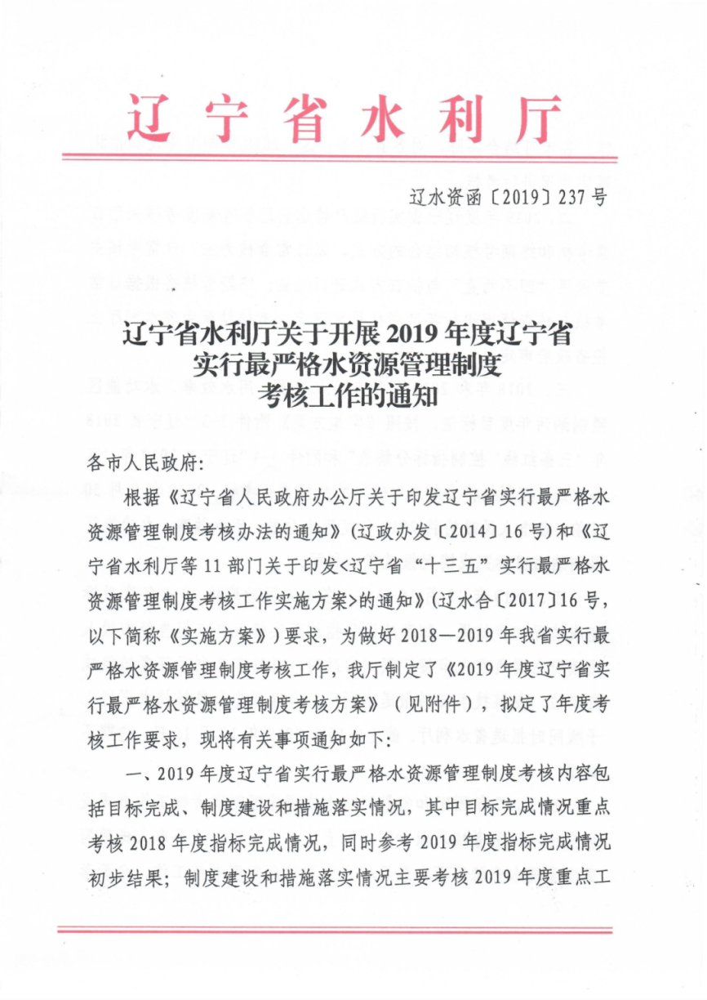 辽宁省水利厅
辽水资函〔2019〕237号
辽宁省水利厅关于开展2019年度辽宁省
实行最严格水资源管理制度
考核工作的通知
各市人民政府:
根据《辽宁省人民政府办公厅关于印发辽宁省实行最严格水
资源管理制度考核办法的通知》(辽政办发〔2014〕16号)和《辽
宁省水利厅等11部门关于印发<辽宁省“十三五”实行最严格水
资源管理制度考核工作实施方案>的通知》(辽水合〔2017〕16号,
以下简称《实施方案》)要求,为做好2018—2019年我省实行最
严格水资源管理制度考核工作,我厅制定了《2019年度辽宁省实
行最严格水资源管理制度考核方案》(见附件),拟定了年度考
核工作要求,现将有关事项通知如下:
一、2019年度辽宁省实行最严格水资源管理制度考核内容包
括目标完成、制度建设和措施落实情况,其中目标完成情况重点
考核2018年度指标完成情况,同时参考2019年度指标完成情况
初步结果;制度建设和措施落实情况主要考核2019年度重点工